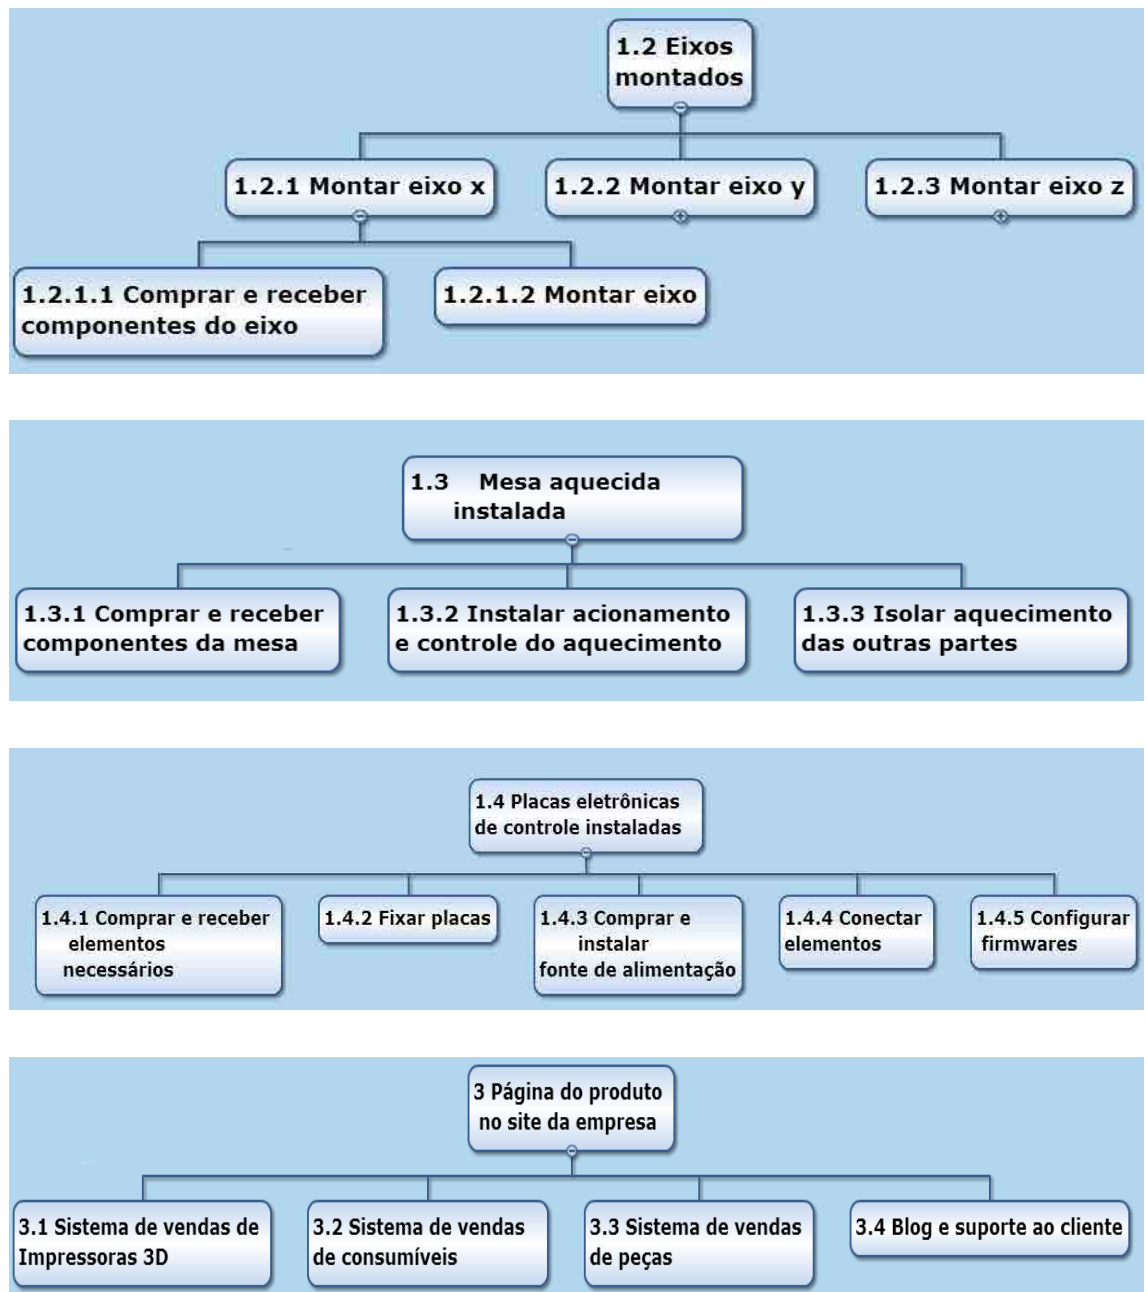 1.2 Eixos
montados
1.2.1 Montar eixo x
1.2.2 Montar eixo y
1.2.3 Montar eixo z
1.2.1.1 Comprar e receber
componentes do eixo
1.2.1.2 Montar eixo
1.3 Mesa aquecida
instalada
1.3.1 Comprar e receber
componentes da mesa
1.3.2 Instalar acionamento
e controle do aquecimento
1.3.3 Isolar aquecimento
das outras partes
1.4 Placas eletrônicas
de controle instaladas
1.4.1 Comprar e receber
elementos
necessários
1.4.2 Fixar placas
1.4.3 Comprar e
instalar
fonte de alimentação
1.4.4 Conectar
elementos
1.4.5 Configurar
firmwares
3 Página do produto
no site da empresa
3.1 Sistema de vendas de
Impressoras 3D
3.2 Sistema de vendas
de consumíveis
3.3 Sistema de vendas
de peças
3.4 Blog e suporte ao cliente